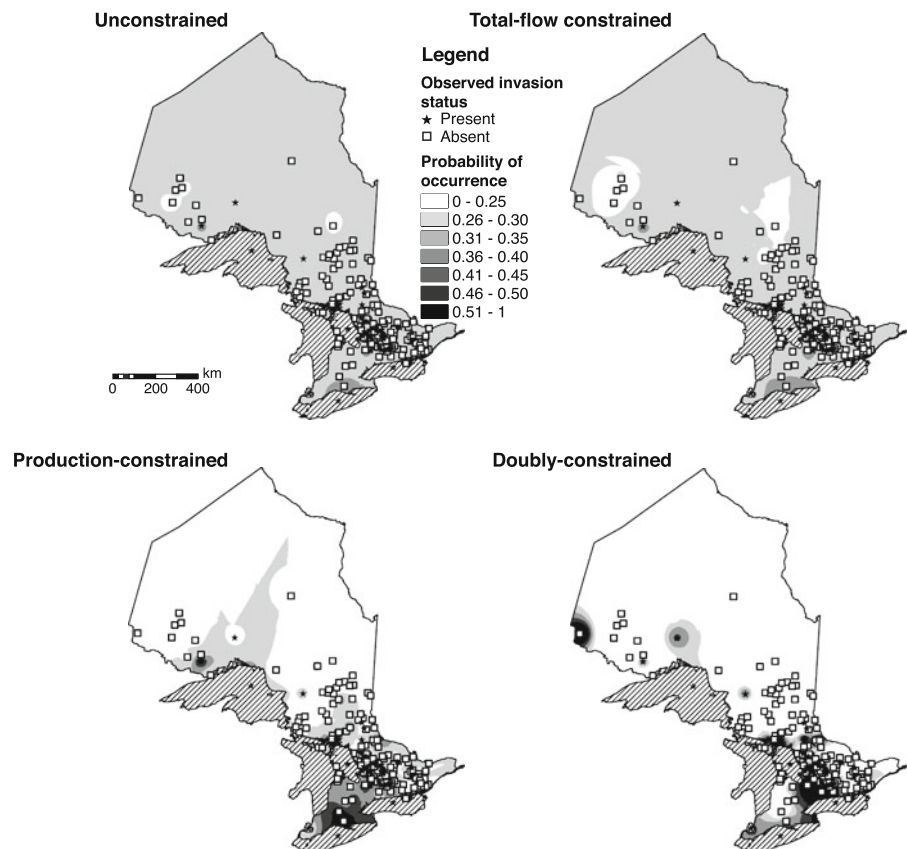 Unconstrained
Total-flow constrained
Legend
Observed invasion
status
Present
Absent
Probability of
occurrence
0 - 0.25
0.26 - 0.30
0.31 - 0.35
0.36 - 0.40
0.41 - 0.45
0.46 - 0.50
0.51 - 1
km
0 200 400
Production-constrained
Doubly-constrained